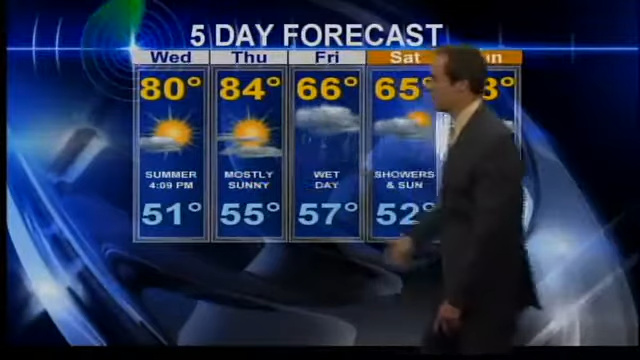 5 DAY FORECAST
Wed Thu Fri Sat
80° 84° 66° 65° 3°
SUMMER 4:09 PM
MOSTLY SUNNY
WET DAY
SHOWERS & SUN
51° 55° 57° 52°